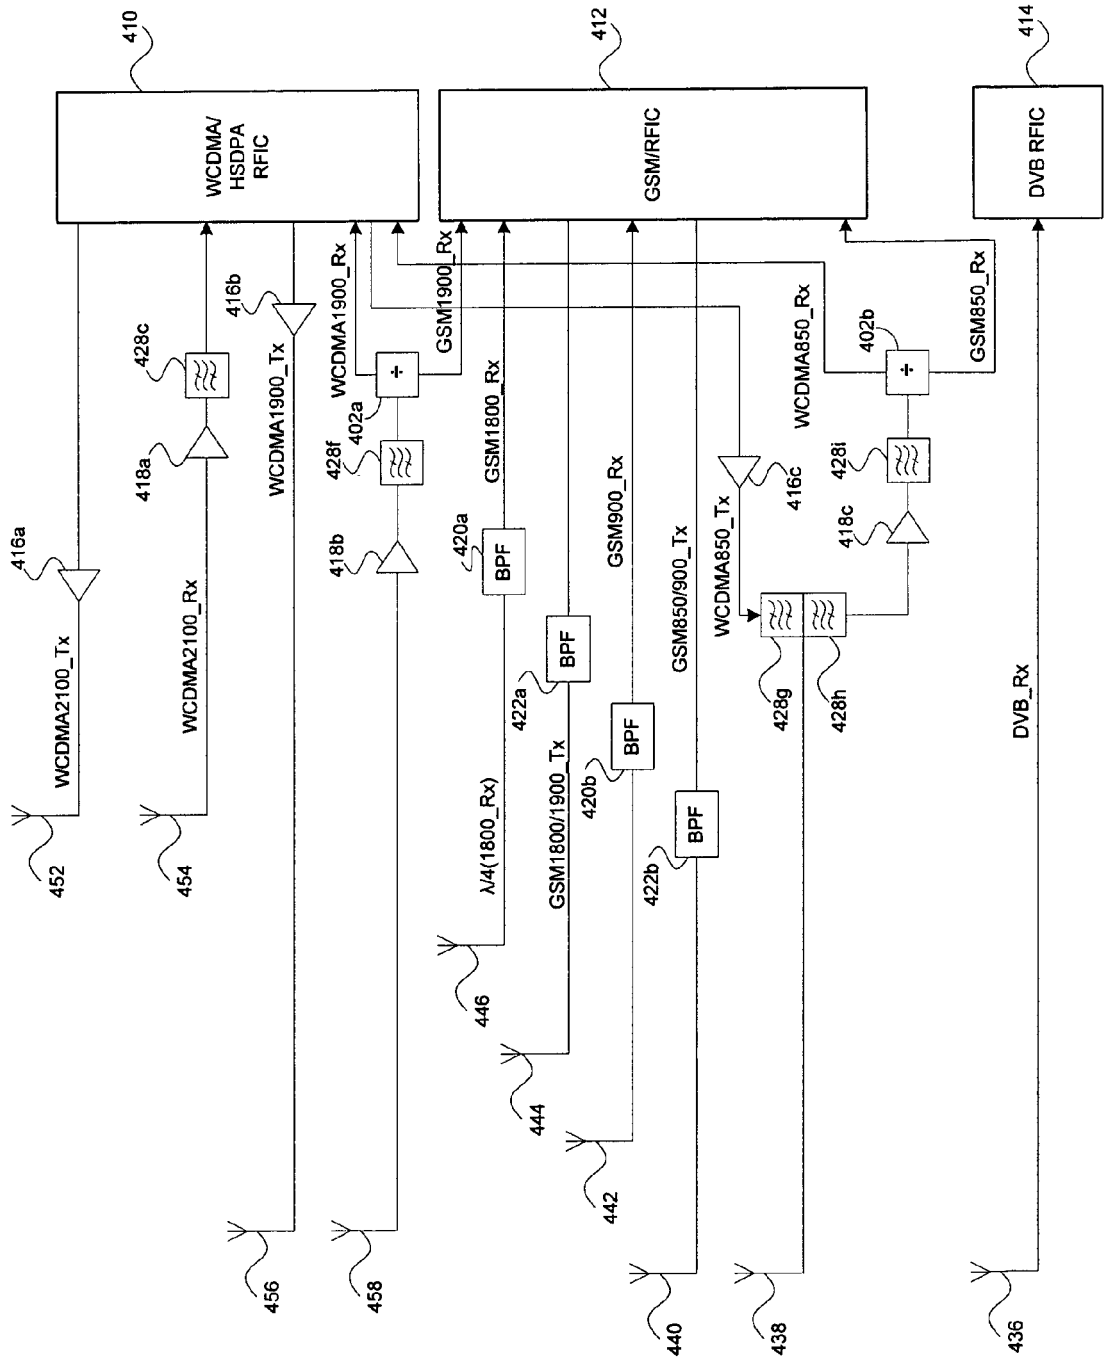 410
412
414
WCDMA/
HSDPA
RFIC
GSM/RFIC
DVB RFIC
416b
428c
WCDMA1900_Rx
GSM1900_Rx
WCDMA850_Rx
402b
GSM850_Rx
418a
WCDMA1900_Tx
402a
428f
GSM1800_Rx
416c
428i
416a
418b
420a
BPF
GSM900_Rx
WCDMA850_Tx
418c
WCDMA2100_Tx
WCDMA2100_Rx
422a
BPF
GSM850/900_Tx
428g
428h
DVB_Rx
λ/4(1800_Rx)
GSM1800/1900_Tx
420b
BPF
422b
BPF
452
454
446
444
442
456
458
440
438
436
÷
÷